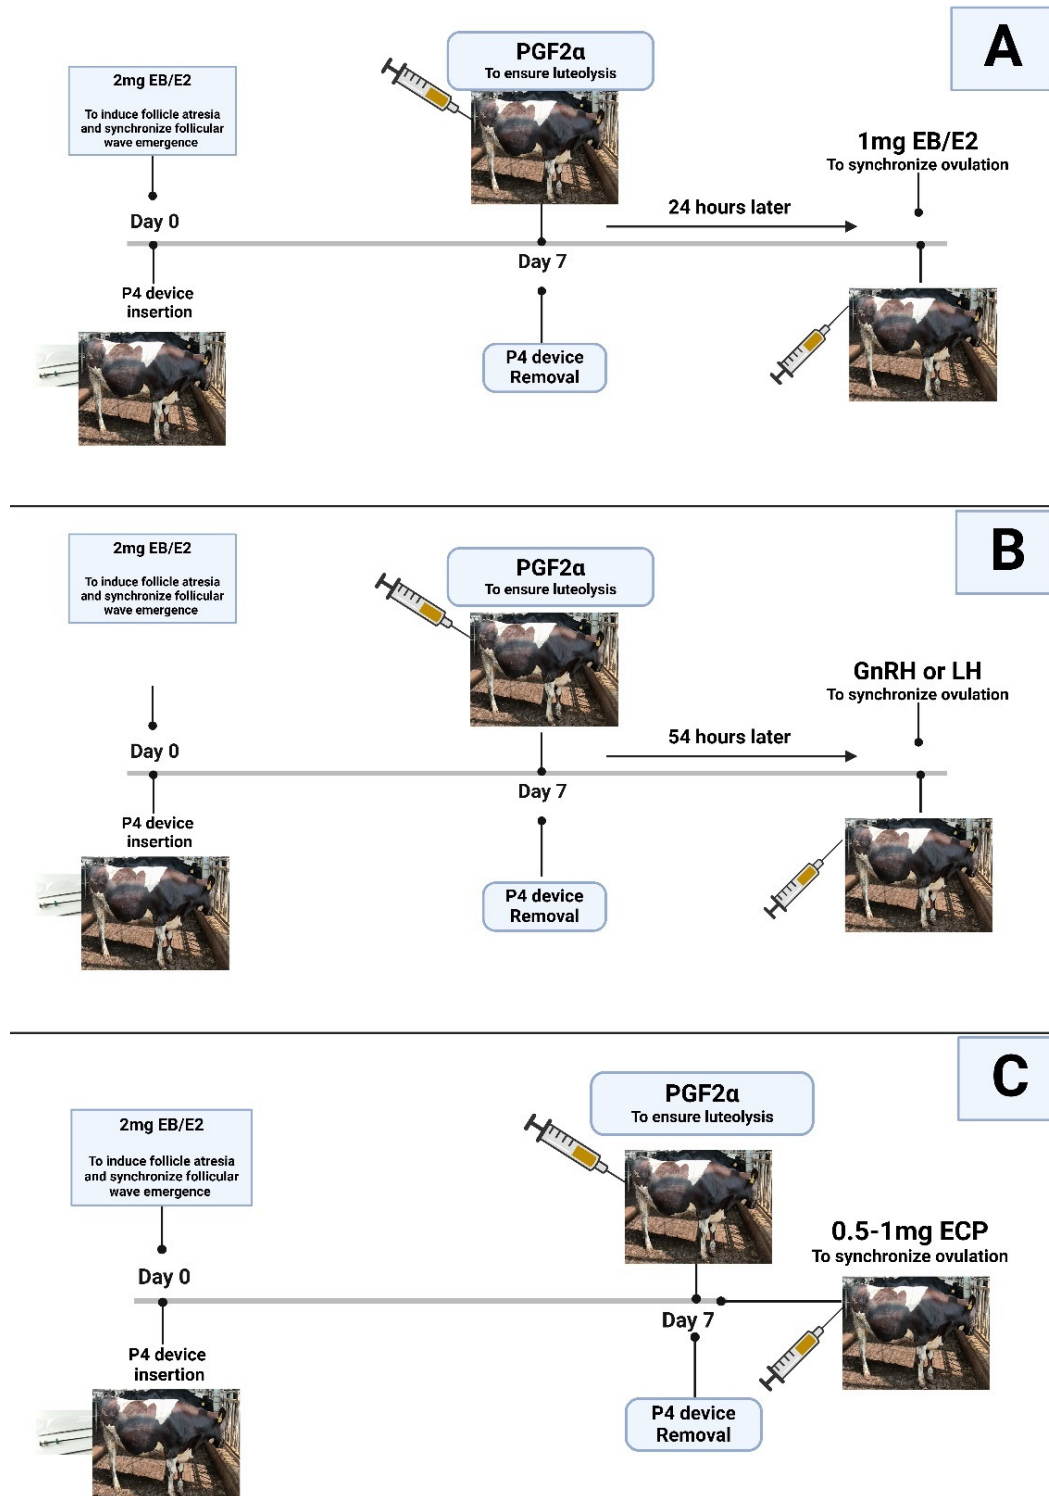 A
PGF2α
To ensure luteolysis
2mg EB/E2
To induce follicle atresia
and synchronize follicular
wave emergence
1mg EB/E2
To synchronize ovulation
24 hours later
Day 0
Day 7
P4 device
insertion
P4 device
Removal
B
2mg EB/E2
To induce follicle atresia
and synchronize follicular
wave emergence
PGF2α
To ensure luteolysis
GnRH or LH
To synchronize ovulation
54 hours later
Day 0
Day 7
P4 device
insertion
P4 device
Removal
C
PGF2α
To ensure luteolysis
2mg EB/E2
To induce follicle atresia
and synchronize follicular
wave emergence
0.5-1mg ECP
To synchronize ovulation
Day 0
Day 7
P4 device
insertion
P4 device
Removal